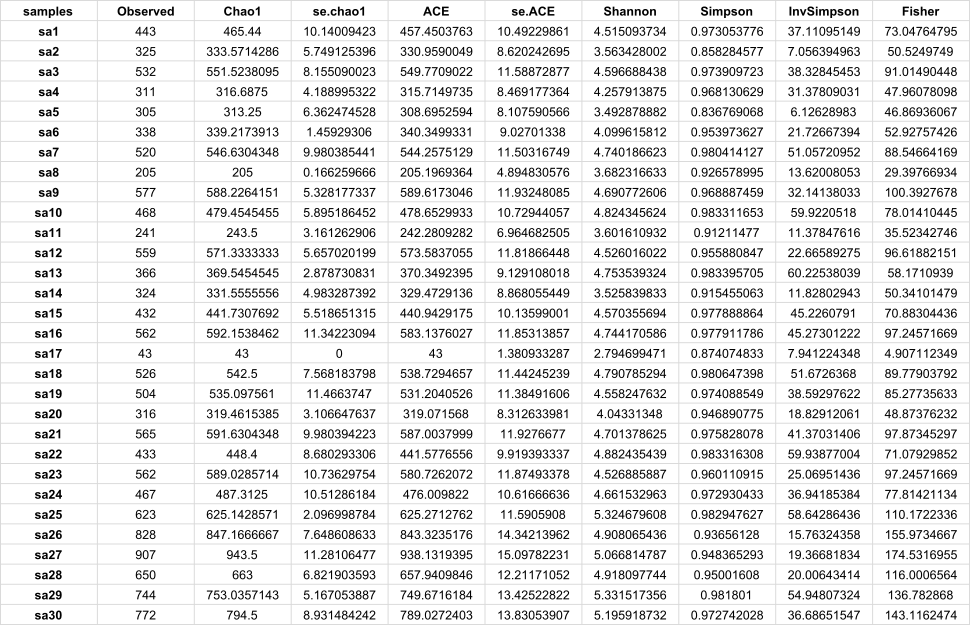 samples Observed Chao1 se.chao1 ACE se.ACE Shannon Simpson InvSimpson Fisher
sa1 443 465.44 10.14009423 457.4503763 10.49229861 4.515093734 0.973053776 37.11095149 73.04764795
sa2 325 333.5714286 5.749125396 330.9590049 8.620242695 3.563428002 0.858284577 7.056394963 50.5249749
sa3 532 551.5238095 8.155090023 549.7709022 11.58872877 4.596688438 0.973909723 38.32845453 91.01490448
sa4 311 316.6875 4.188995322 315.7149735 8.469177364 4.257913875 0.968130629 31.37809031 47.96078098
sa5 305 313.25 6.362474528 308.6952594 8.107590566 3.492878882 0.836769068 6.12628983 46.86936067
sa6 338 339.2173913 1.45929306 340.3499331 9.02701338 4.099615812 0.953973627 21.72667394 52.92757426
sa7 520 546.6304348 9.980385441 544.2575129 11.50316749 4.740186623 0.980414127 51.05720952 88.54664169
sa8 205 205 0.166259666 205.1969364 4.894830576 3.682316633 0.926578995 13.62008053 29.39766934
sa9 577 588.2264151 5.328177337 589.6173046 11.93248085 4.690772606 0.968887459 32.14138033 100.3927678
sa10 468 479.4545455 5.895186452 478.6529933 10.72944057 4.824345624 0.983311653 59.9220518 78.01410445
sa11 241 243.5 3.161262906 242.2809282 6.964682505 3.601610932 0.91211477 11.37847616 35.52342746
sa12 559 571.3333333 5.657020199 573.5837055 11.81866448 4.526016022 0.955880847 22.66589275 96.61882151
sa13 366 369.5454545 2.878730831 370.3492395 9.129108018 4.753539324 0.983395705 60.22538039 58.1710939
sa14 324 331.5555556 4.983287392 329.4729136 8.868055449 3.525839833 0.915455063 11.82802943 50.34101479
sa15 432 441.7307692 5.518651315 440.9429175 10.13599001 4.570355694 0.977888864 45.2260791 70.88304436
sa16 562 592.1538462 11.34223094 583.1376027 11.85313857 4.744170586 0.977911786 45.27301222 97.24571669
sa17 43 43 0 43 1.380933287 2.794699471 0.874074833 7.941224348 4.907112349
sa18 526 542.5 7.568183798 538.7294657 11.44245239 4.790785294 0.980647398 51.6726368 89.77903792
sa19 504 535.097561 11.4663747 531.2040526 11.38491606 4.558247632 0.974088549 38.59297622 85.27735633
sa20 316 319.4615385 3.106647637 319.071568 8.312633981 4.04331348 0.946890775 18.82912061 48.87376232
sa21 565 591.6304348 9.980394223 587.0037999 11.9276677 4.701378625 0.975828078 41.37031406 97.87345297
sa22 433 448.4 8.680293306 441.5776556 9.919393337 4.882435439 0.983316308 59.93877004 71.07929852
sa23 562 589.0285714 10.73629754 580.7262072 11.87493378 4.526885887 0.960110915 25.06951436 97.24571669
sa24 467 487.3125 10.51286184 476.009822 10.61666636 4.661532963 0.972930433 36.94185384 77.81421134
sa25 623 625.1428571 2.096998784 625.2712762 11.5905908 5.324679608 0.982947627 58.64286436 110.1722336
sa26 828 847.1666667 7.648608633 843.3235176 14.34213962 4.908065436 0.93656128 15.76324358 155.9734667
sa27 907 943.5 11.28106477 938.1319395 15.09782231 5.066814787 0.948365293 19.36681834 174.5316955
sa28 650 663 6.821903593 657.9409846 12.21171052 4.918097744 0.95001608 20.00643414 116.0006564
sa29 744 753.0357143 5.167053887 749.6716184 13.42522822 5.331517356 0.981801 54.94807324 136.782868
sa30 772 794.5 8.931484242 789.0272403 13.83053907 5.195918732 0.972742028 36.68651547 143.1162474